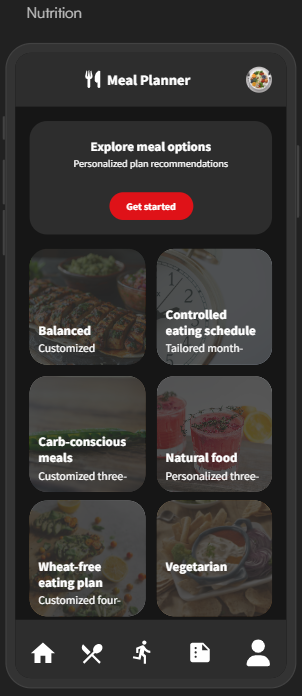 Nutrition
Meal Planner
Explore meal options
Personalized plan recommendations
Get started
Balanced
Customized
Controlled
eating schedule
Tailored month-
Carb-conscious
meals
Customized three-
Natural food
Personalized three-
Wheat-free
eating plan
Customized four-
Vegetarian